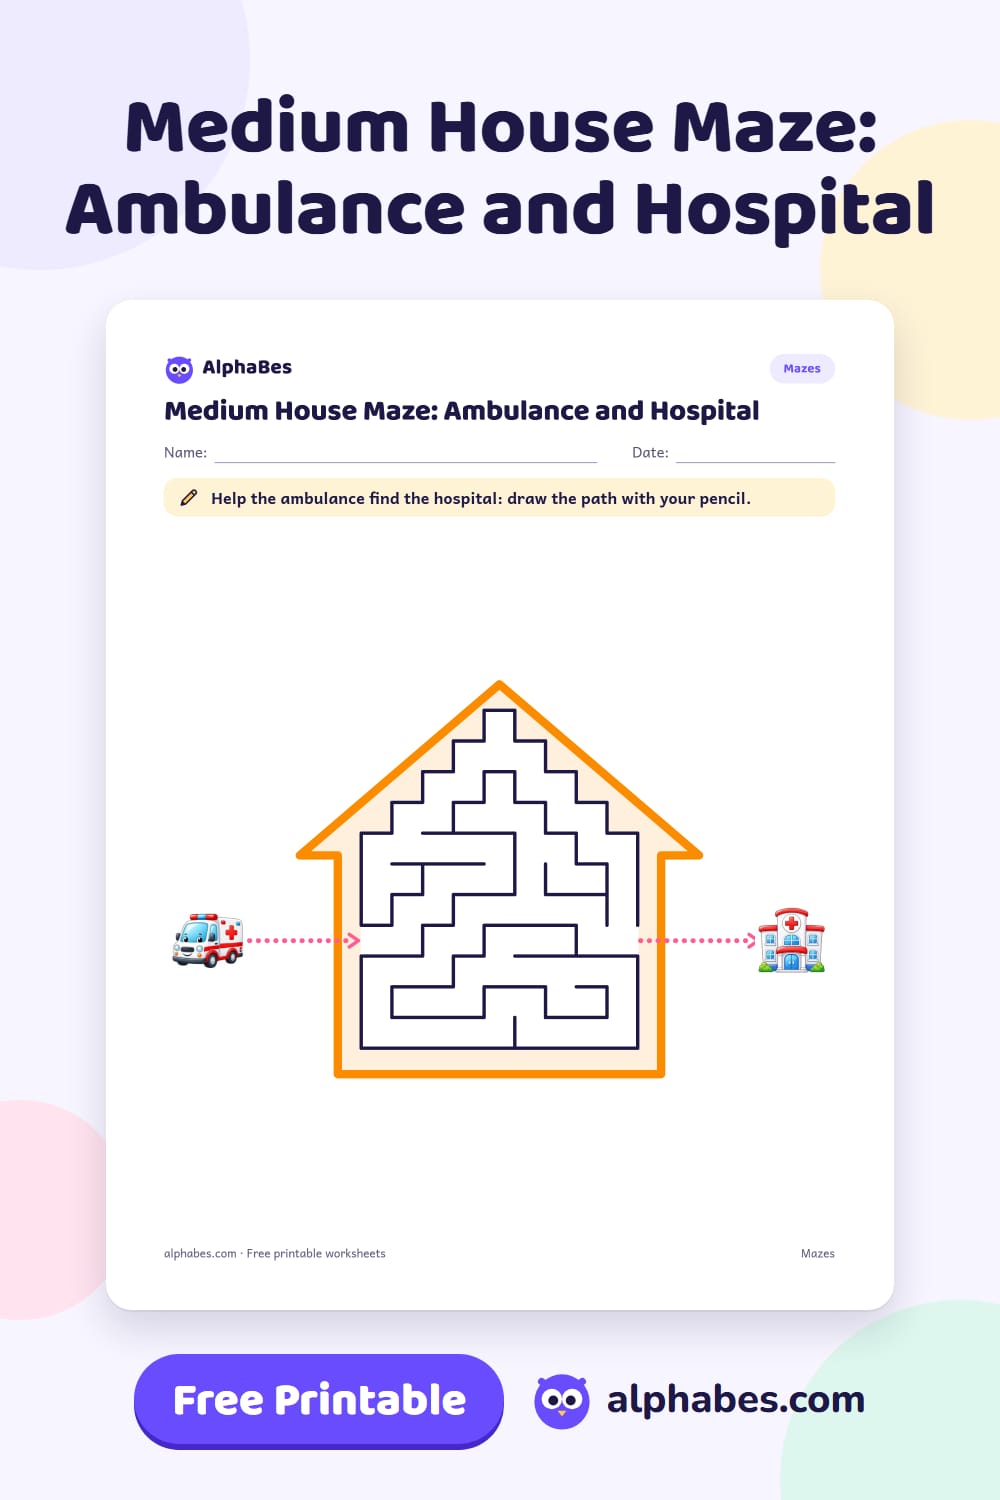 Medium House Maze:
Ambulance and Hospital
AlphaBes
Mazes
Medium House Maze: Ambulance and Hospital
Name:
Date:
Help the ambulance find the hospital: draw the path with your pencil.
alphabes.com · Free printable worksheets
Mazes
Free Printable
alphabes.com